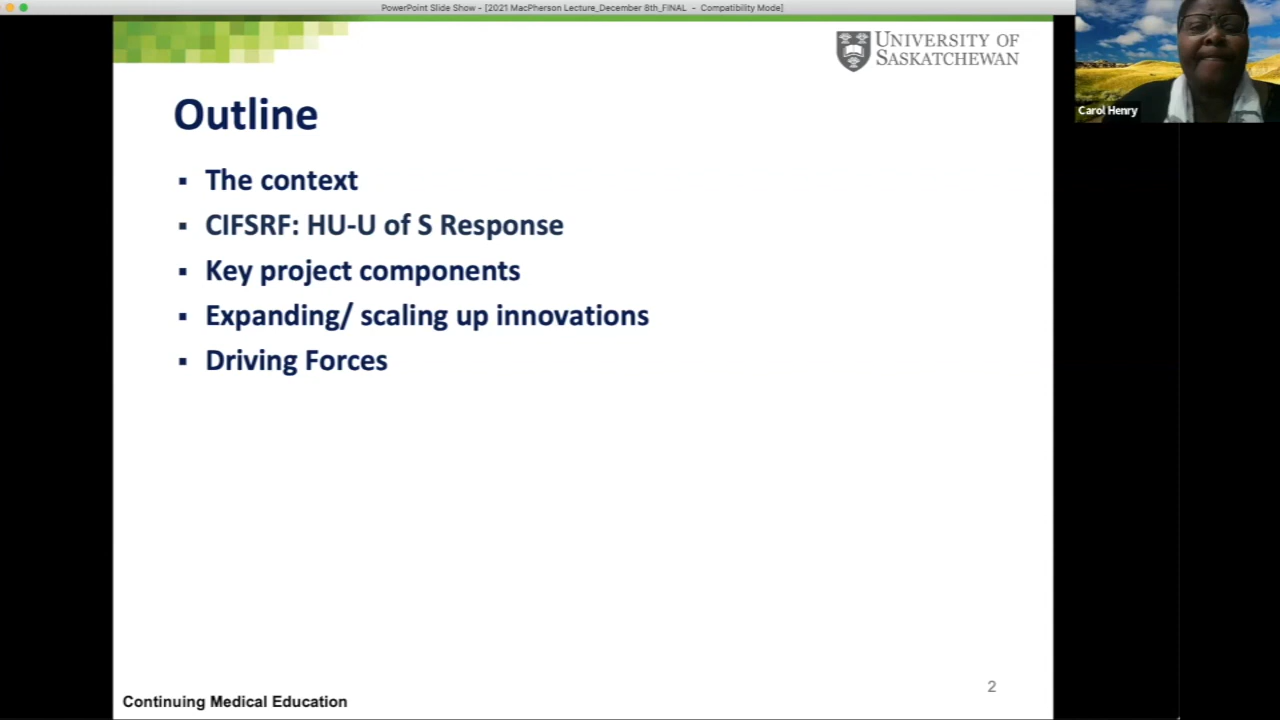 PowerPoint Slide Show - [2021 MacPherson Lecture_December 8th_FINAL - Compatibility Mode]
UNIVERSITY OF
SASKATCHEWAN
Carol Henry
Outline
▪ The context
▪ CIFSRF: HU-U of S Response
▪ Key project components
▪ Expanding/ scaling up innovations
▪ Driving Forces
Continuing Medical Education
2